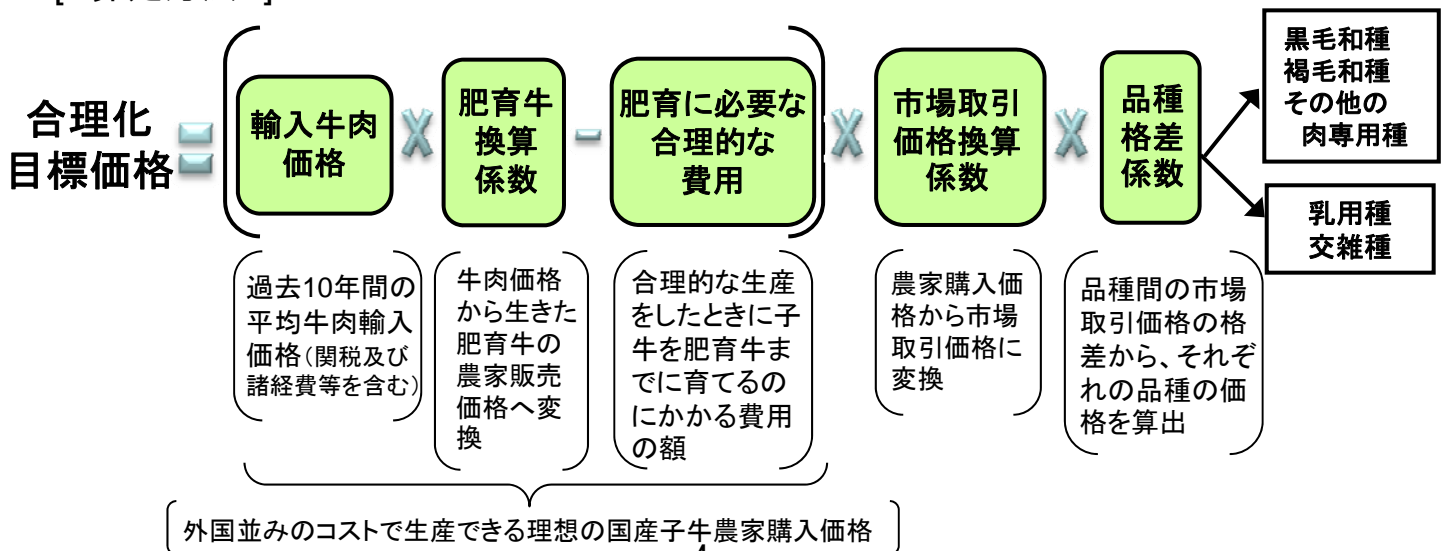 合理化
目標価格
=
輸入牛肉
価格
×
肥育牛
換算
係数
-
肥育に必要な
合理的な
費用
×
市場取引
価格換算
係数
×
品種
格差
係数
黒毛和種
褐毛和種
その他の
肉専用種
乳用種
交雑種
過去10年間の
平均牛肉輸入
価格(関税及び
諸経費等を含む)
牛肉価格
から生きた
肥育牛の
農家販売
価格へ変
換
合理的な生産
をしたときに子
牛を肥育牛ま
でに育てるの
にかかる費用
の額
農家購入価
格から市場
取引価格に
変換
品種間の市場
取引価格の格
差から、それぞ
れの品種の価
格を算出
外国並みのコストで生産できる理想の国産子牛農家購入価格